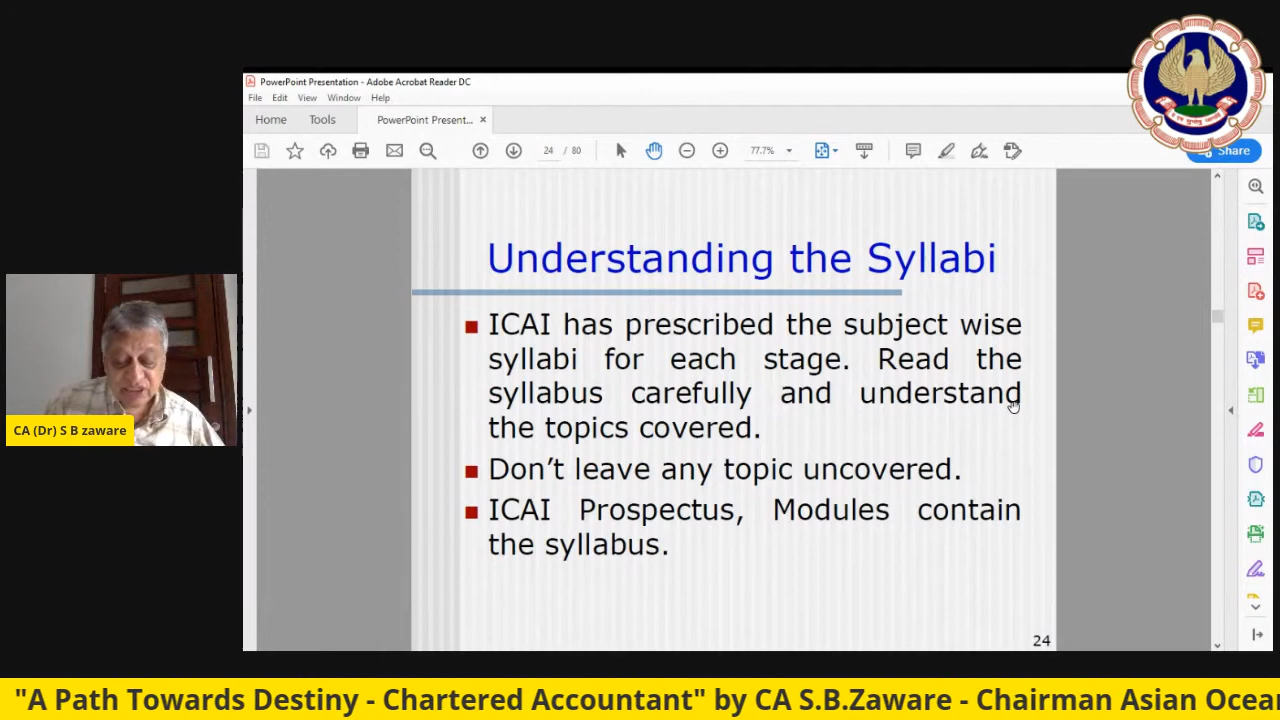 PowerPoint Presentation - Adobe Acrobat Reader DC
File Edit View Window Help
Home Tools PowerPoint Present... ×
24 / 80 77.7% Share
Understanding the Syllabi
ICAI has prescribed the subject wise
syllabi for each stage. Read the
syllabus carefully and understand
the topics covered.
Don't leave any topic uncovered.
ICAI Prospectus, Modules contain
the syllabus.
24
CA (Dr) S B zaware
"A Path Towards Destiny - Chartered Accountant" by CA S.B.Zaware - Chairman Asian Ocea